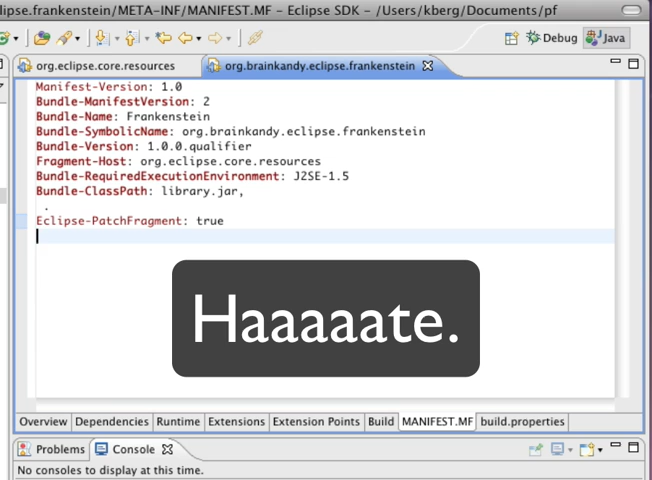 lipse.frankenstein/META-INF/MANIFEST.MF – Eclipse SDK – /Users/kberg/Documents/pf
Debug Java
org.eclipse.core.resources org.brainkandy.eclipse.frankenstein
Manifest-Version: 1.0
Bundle-ManifestVersion: 2
Bundle-Name: Frankenstein
Bundle-SymbolicName: org.brainkandy.eclipse.frankenstein
Bundle-Version: 1.0.0.qualifier
Fragment-Host: org.eclipse.core.resources
Bundle-RequiredExecutionEnvironment: J2SE-1.5
Bundle-ClassPath: library.jar,
.
Eclipse-PatchFragment: true
Haaaaate.
Overview Dependencies Runtime Extensions Extension Points Build MANIFEST.MF build.properties
Problems Console
No consoles to display at this time.